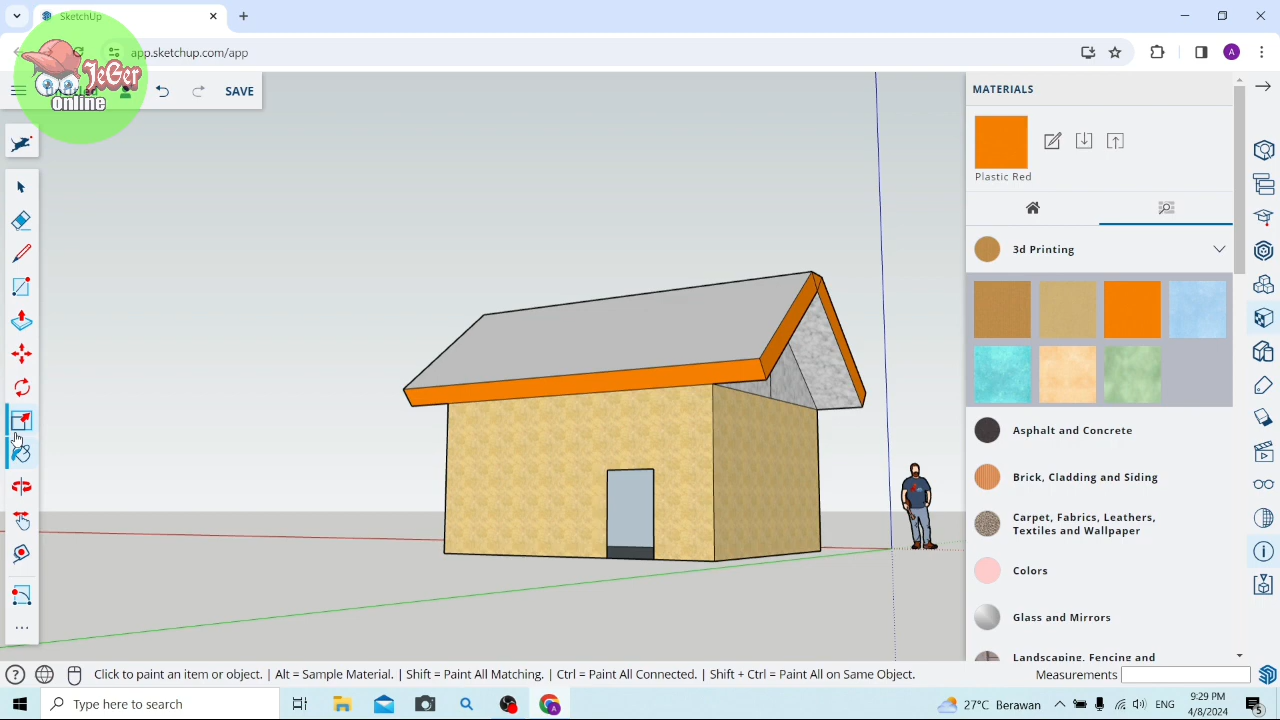 SketchUp
app.sketchup.com/app
A
JeGer
online
SAVE
MATERIALS
Plastic Red
3d Printing
Asphalt and Concrete
Brick, Cladding and Siding
Carpet, Fabrics, Leathers,
Textiles and Wallpaper
Colors
Glass and Mirrors
Landscaping, Fencing and
Click to paint an item or object. | Alt = Sample Material. | Shift = Paint All Matching. | Ctrl = Paint All Connected. | Shift + Ctrl = Paint All on Same Object.
Measurements
Type here to search
27°C Berawan
ENG
9:29 PM
4/8/2024
5